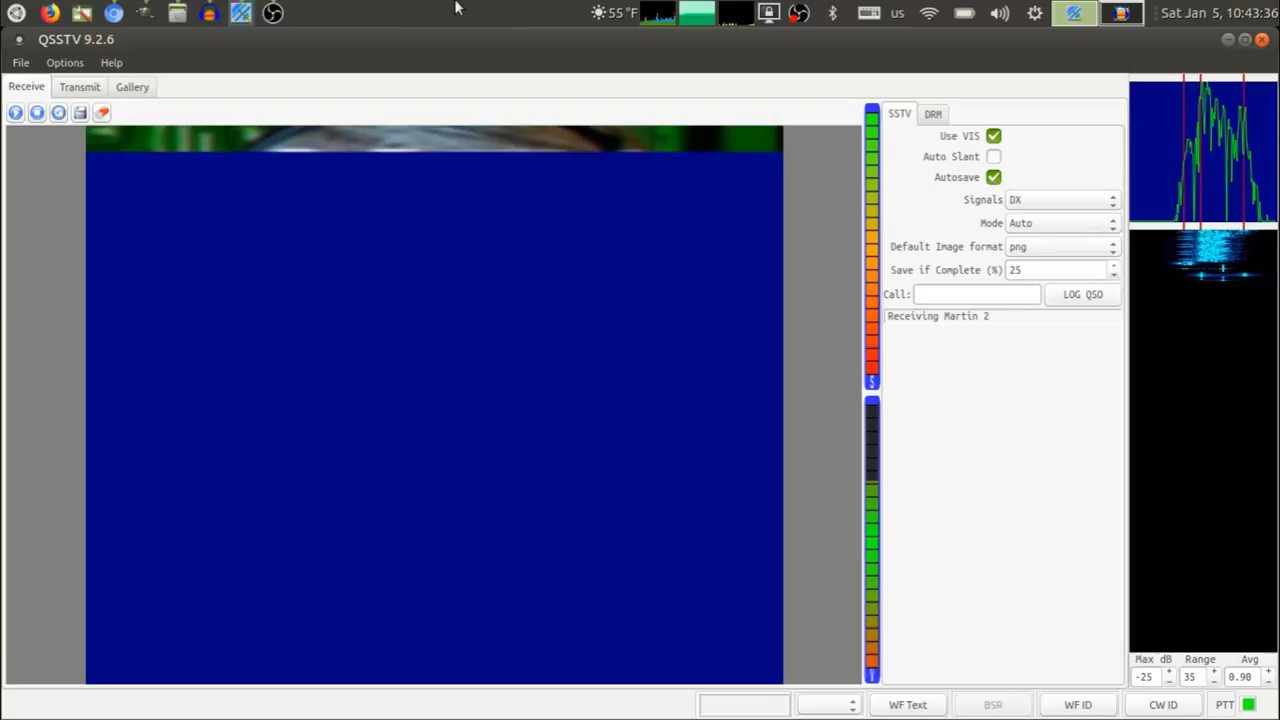 55 °F
us
Sat Jan 5, 10:43:36
QSSTV 9.2.6
File Options Help
Receive Transmit Gallery
SSTV DRM
Use VIS
Auto Slant
Autosave
Signals DX
Mode Auto
Default Image format png
Save if Complete (%) 25
Call: LOG QSO
Receiving Martin 2
S
V
Max dB Range Avg
-25 35 0.90
WF Text BSR WF ID CW ID PTT